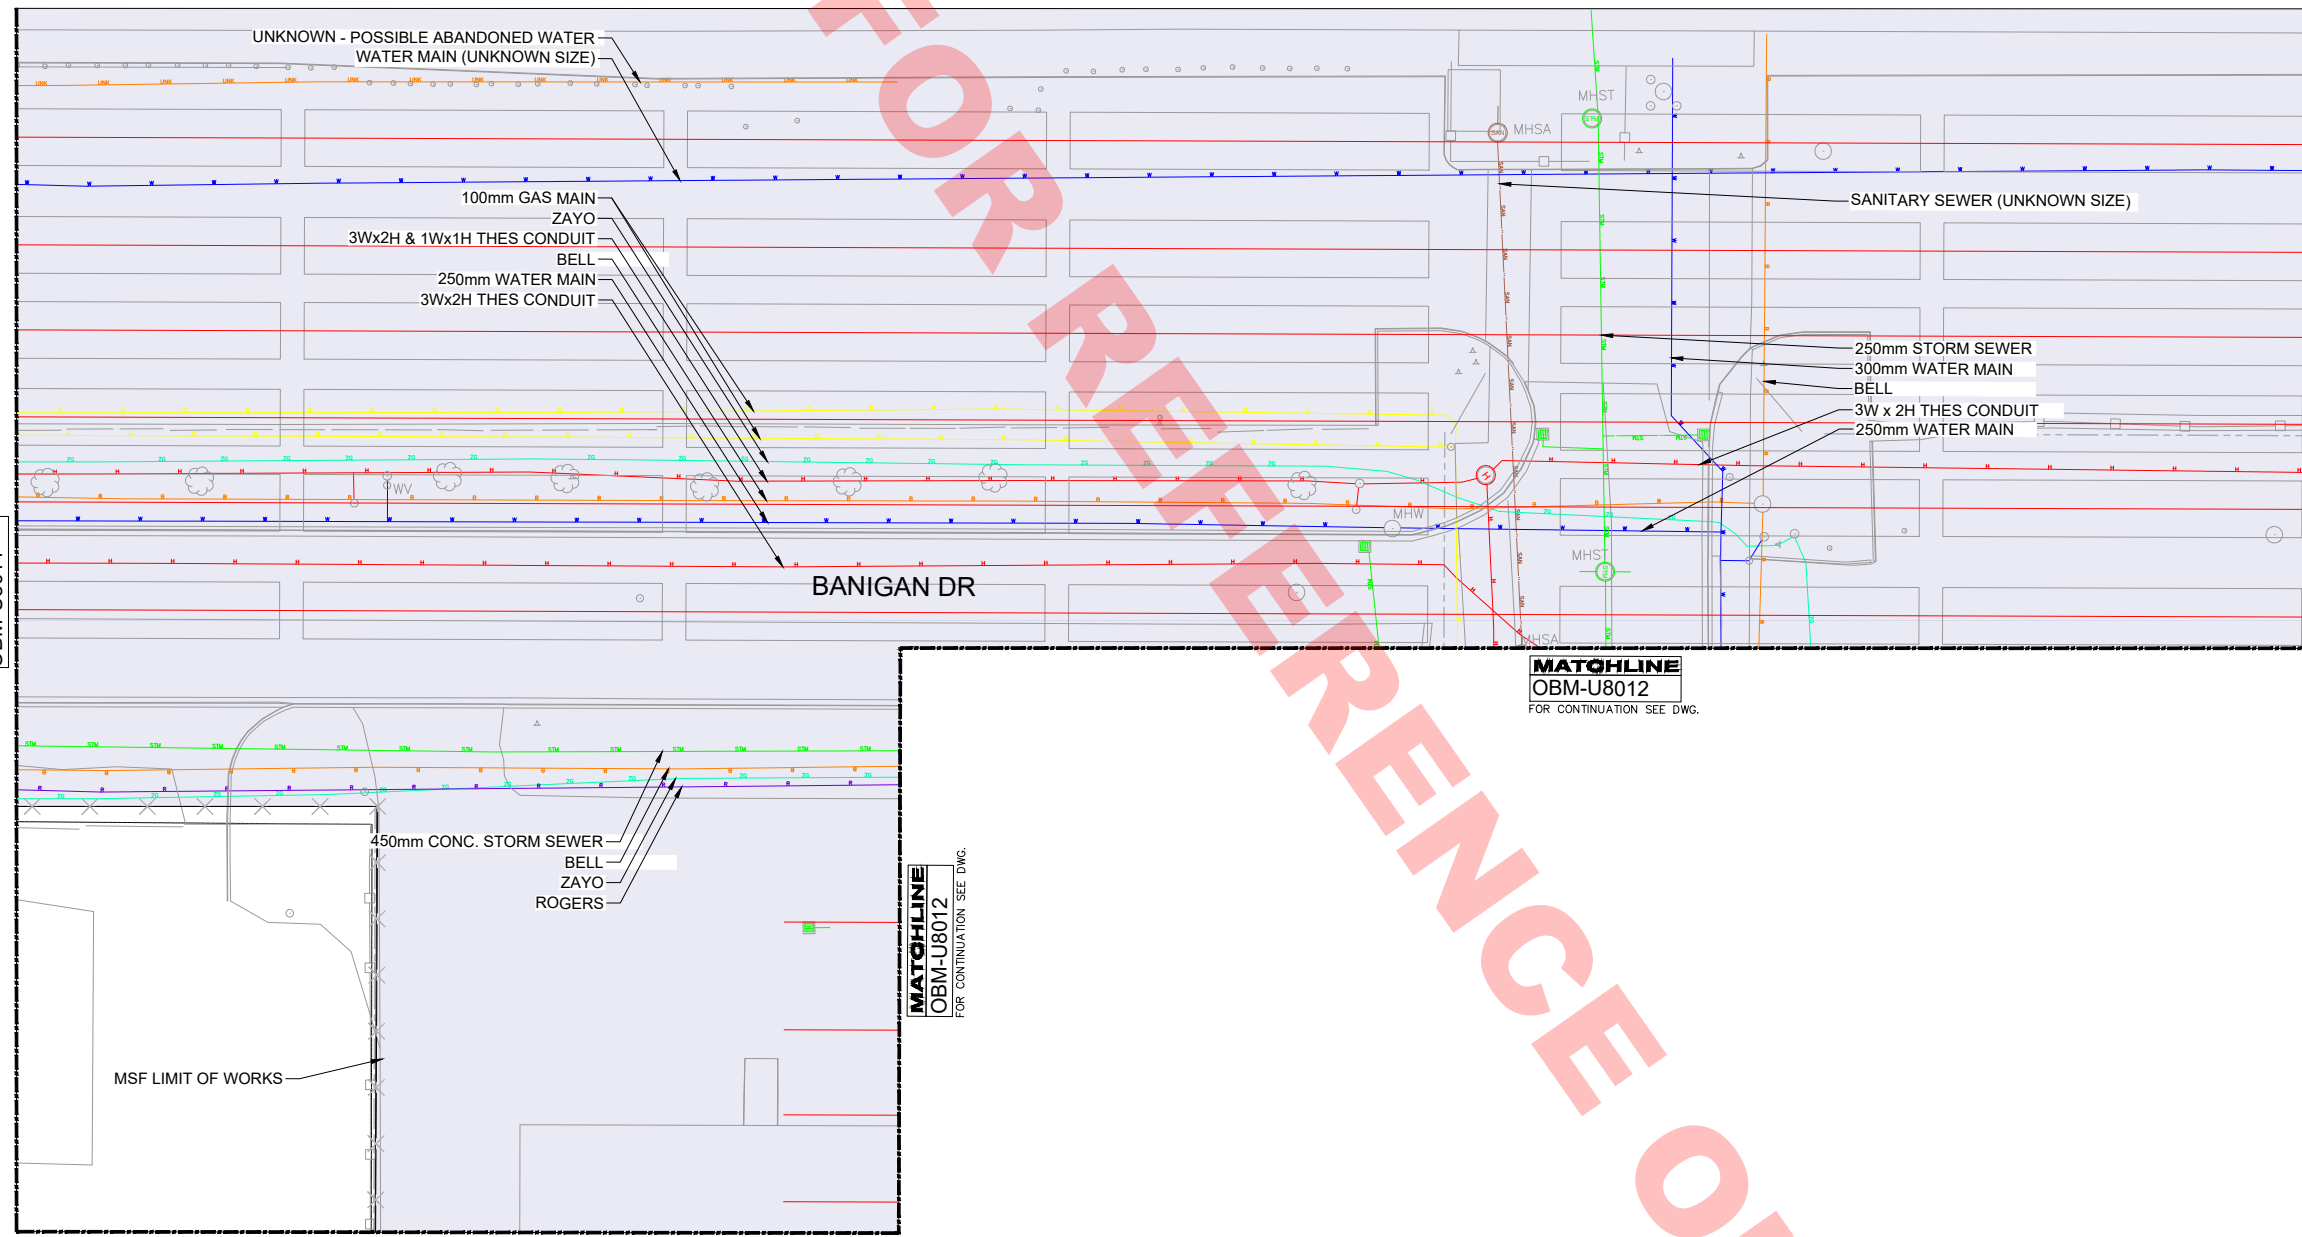 UNKNOWN - POSSIBLE ABANDONED WATER
WATER MAIN (UNKNOWN SIZE)
100mm GAS MAIN
ZAYO
3Wx2H & 1Wx1H THES CONDUIT
BELL
250mm WATER MAIN
3Wx2H THES CONDUIT
MHST
MHSA
SANITARY SEWER (UNKNOWN SIZE)
250mm STORM SEWER
300mm WATER MAIN
BELL
3W x 2H THES CONDUIT
250mm WATER MAIN
WV
MHW
MHST
MHSA
BANIGAN DR
MATCHLINE
OBM-U8012
FOR CONTINUATION SEE DWG.
450mm CONC. STORM SEWER
BELL
ZAYO
ROGERS
MATCHLINE
OBM-U8012
FOR CONTINUATION SEE DWG.
MSF LIMIT OF WORKS
FOR REFERENCE